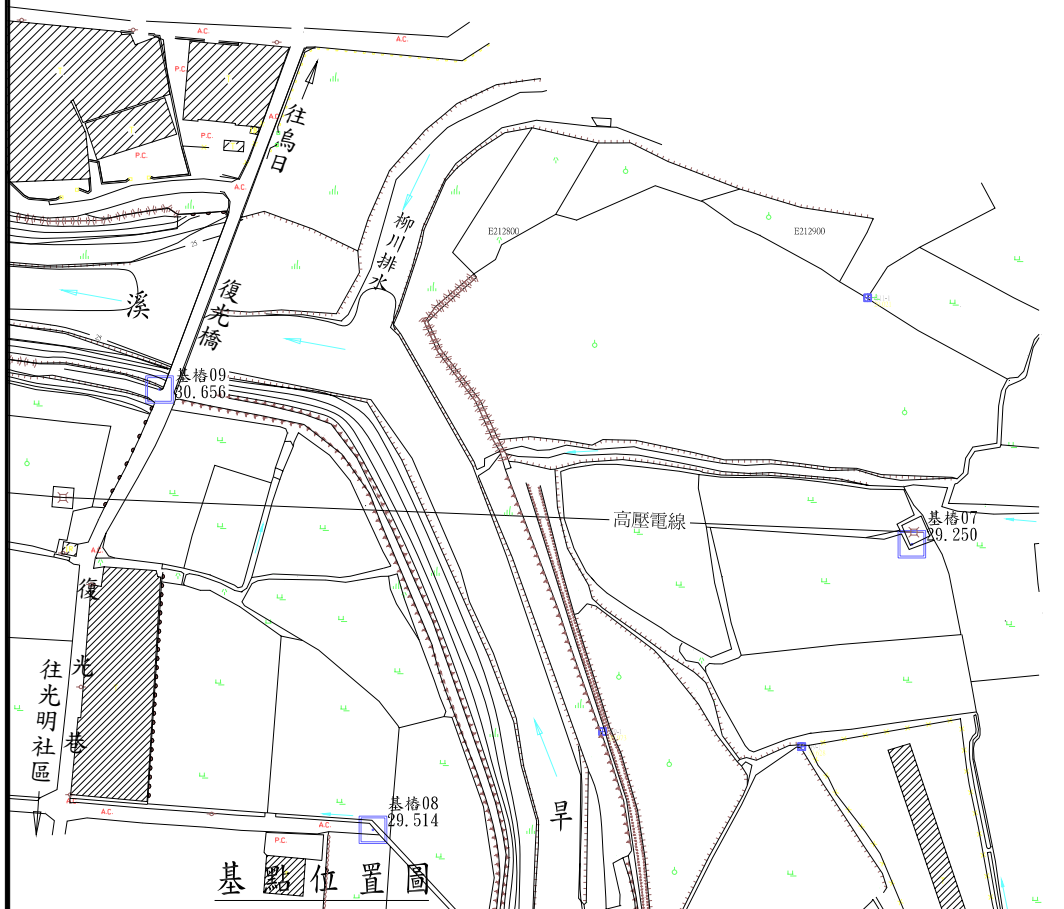 A.C.
A.C.
P.C.
A.C.
P.C.
P.C.
A.C.
往烏日
柳川排水
E212800
E212900
25
溪
復光橋
基樁09
30.656
高壓電線
基樁07
29.250
A.C.
復光巷
往光明社區
基樁08
29.514
A.C.
A.C.
P.C.
旱
基點位置圖